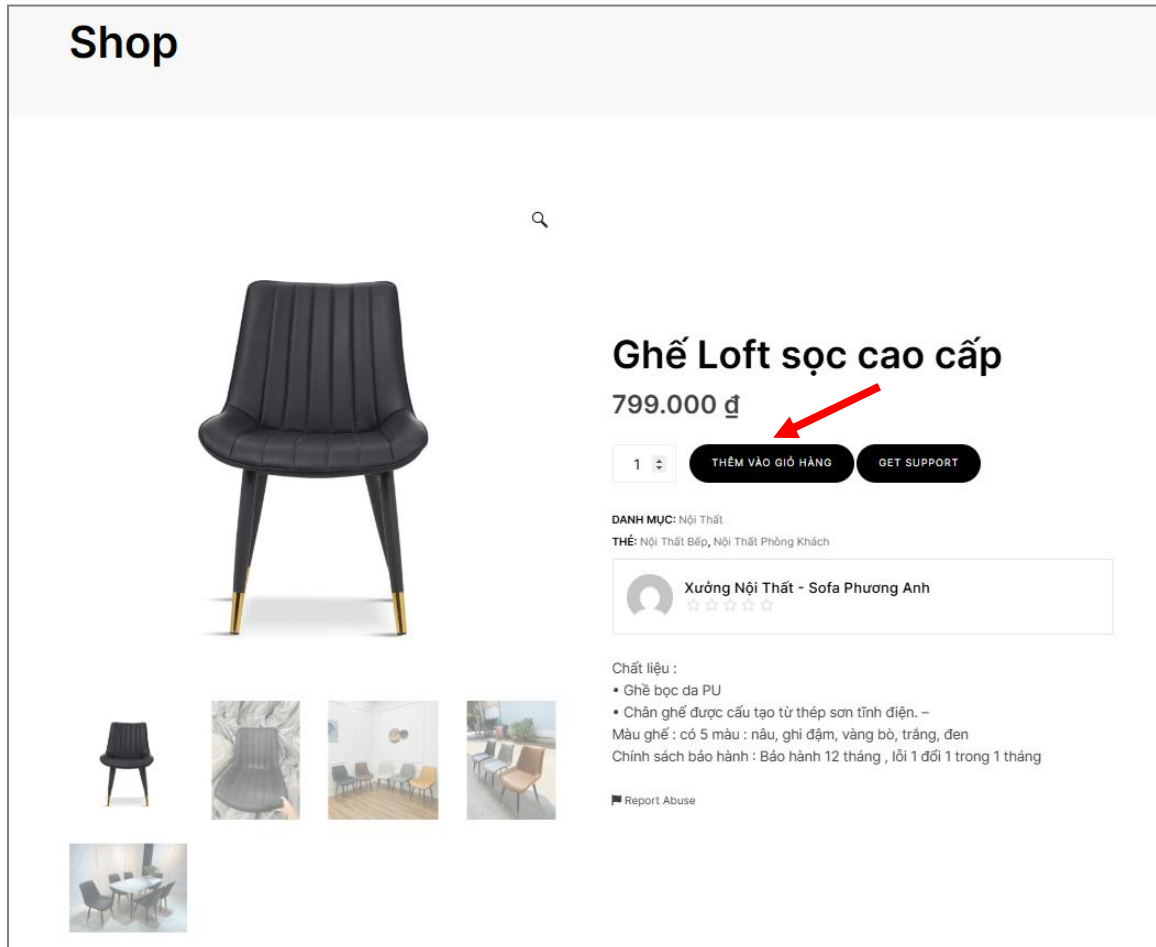 Shop
Ghế Loft sọc cao cấp
799.000 ₫
1 THÊM VÀO GIỎ HÀNG GET SUPPORT
DANH MỤC: Nội Thất
THẺ: Nội Thất Bếp, Nội Thất Phòng Khách
Xưởng Nội Thất - Sofa Phương Anh
Chất liệu :
• Ghề bọc da PU
• Chân ghế được cấu tạo từ thép sơn tĩnh điện. –
Màu ghế : có 5 màu : nâu, ghi đậm, vàng bò, trắng, đen
Chính sách bảo hành : Bảo hành 12 tháng , lỗi 1 đổi 1 trong 1 tháng
Report Abuse